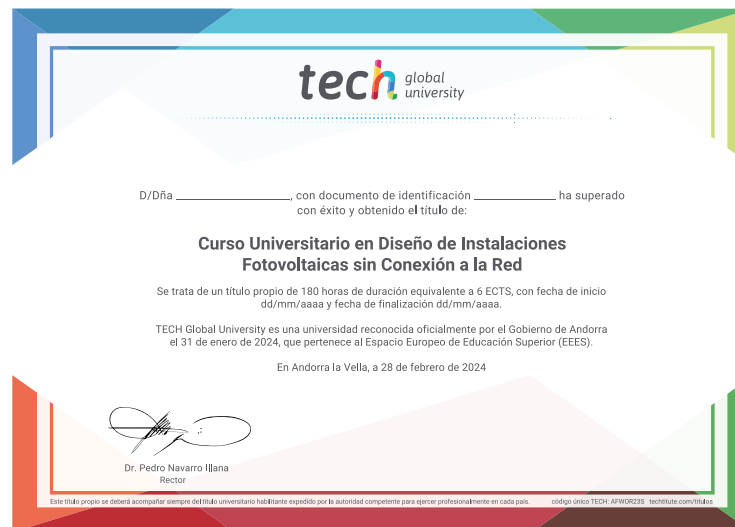 tech global
university
D/Dña ____________________, con documento de identificación ______________ ha superado
con éxito y obtenido el título de:
Curso Universitario en Diseño de Instalaciones
Fotovoltaicas sin Conexión a la Red
Se trata de un título propio de 180 horas de duración equivalente a 6 ECTS, con fecha de inicio
dd/mm/aaaa y fecha de finalización dd/mm/aaaa.
TECH Global University es una universidad reconocida oficialmente por el Gobierno de Andorra
el 31 de enero de 2024, que pertenece al Espacio Europeo de Educación Superior (EEES).
En Andorra la Vella, a 28 de febrero de 2024
Dr. Pedro Navarro Illana
Rector
Este título propio se deberá acompañar siempre del título universitario habilitante expedido por la autoridad competente para ejercer profesionalmente en cada país. código único TECH: AFWOR23S techtitute.com/titulos